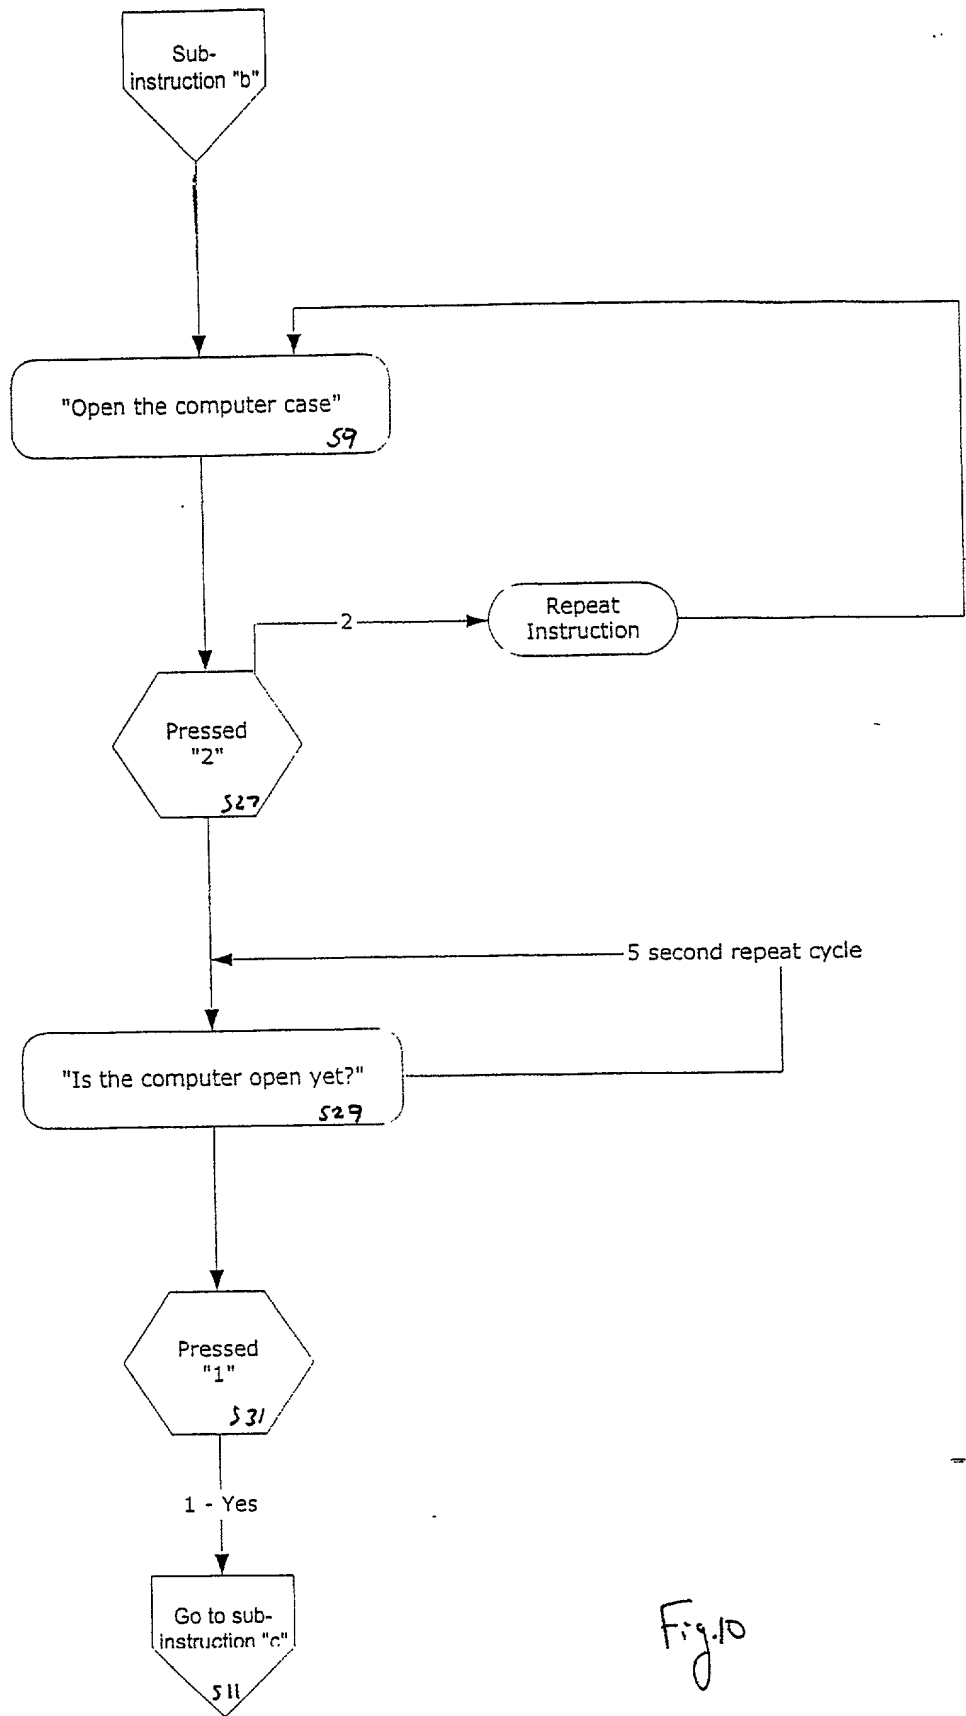 Sub-
instruction "b"
"Open the computer case"
S9
2
Repeat
Instruction
Pressed
"2"
S27
5 second repeat cycle
"Is the computer open yet?"
S29
Pressed
"1"
S31
1 - Yes
Go to sub-
instruction "c"
S11
Fig.10